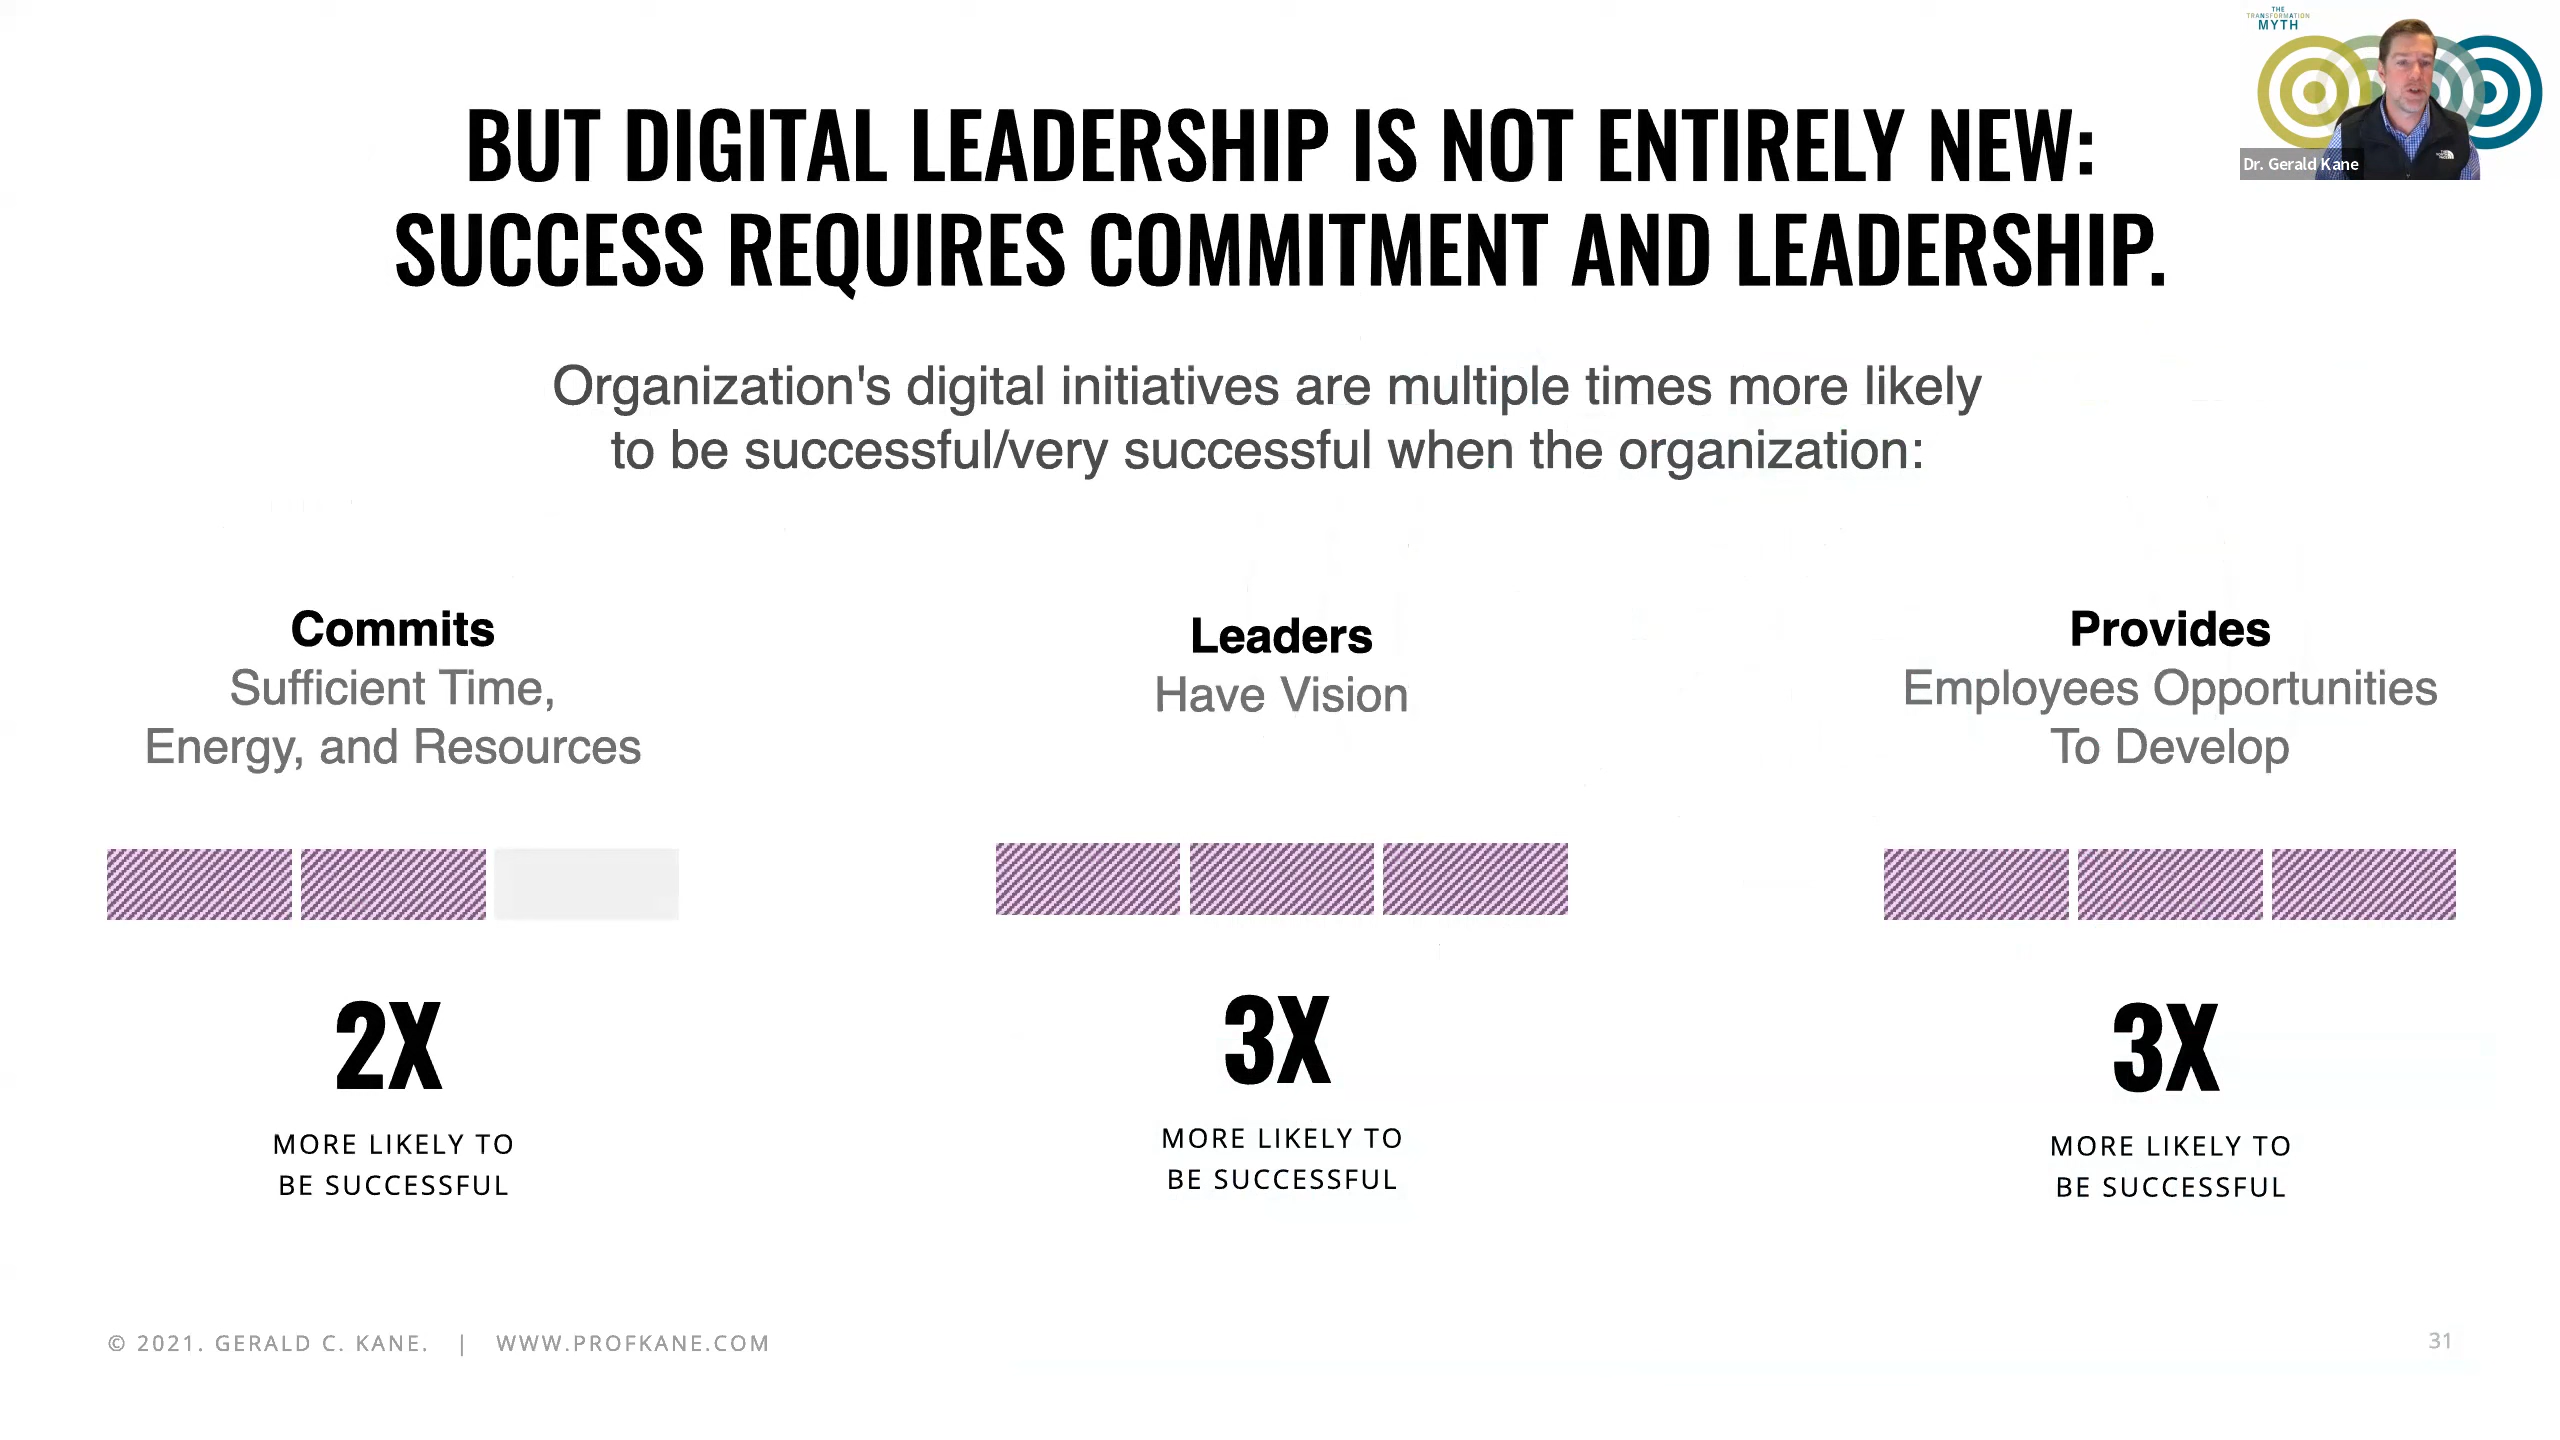 THE
TRANSFORMATION
MYTH
Dr. Gerald Kane
BUT DIGITAL LEADERSHIP IS NOT ENTIRELY NEW:
SUCCESS REQUIRES COMMITMENT AND LEADERSHIP.
Organization's digital initiatives are multiple times more likely
to be successful/very successful when the organization:
Commits
Sufficient Time,
Energy, and Resources
2X
MORE LIKELY TO
BE SUCCESSFUL
Leaders
Have Vision
3X
MORE LIKELY TO
BE SUCCESSFUL
Provides
Employees Opportunities
To Develop
3X
MORE LIKELY TO
BE SUCCESSFUL
© 2021. GERALD C. KANE. | WWW.PROFKANE.COM
31